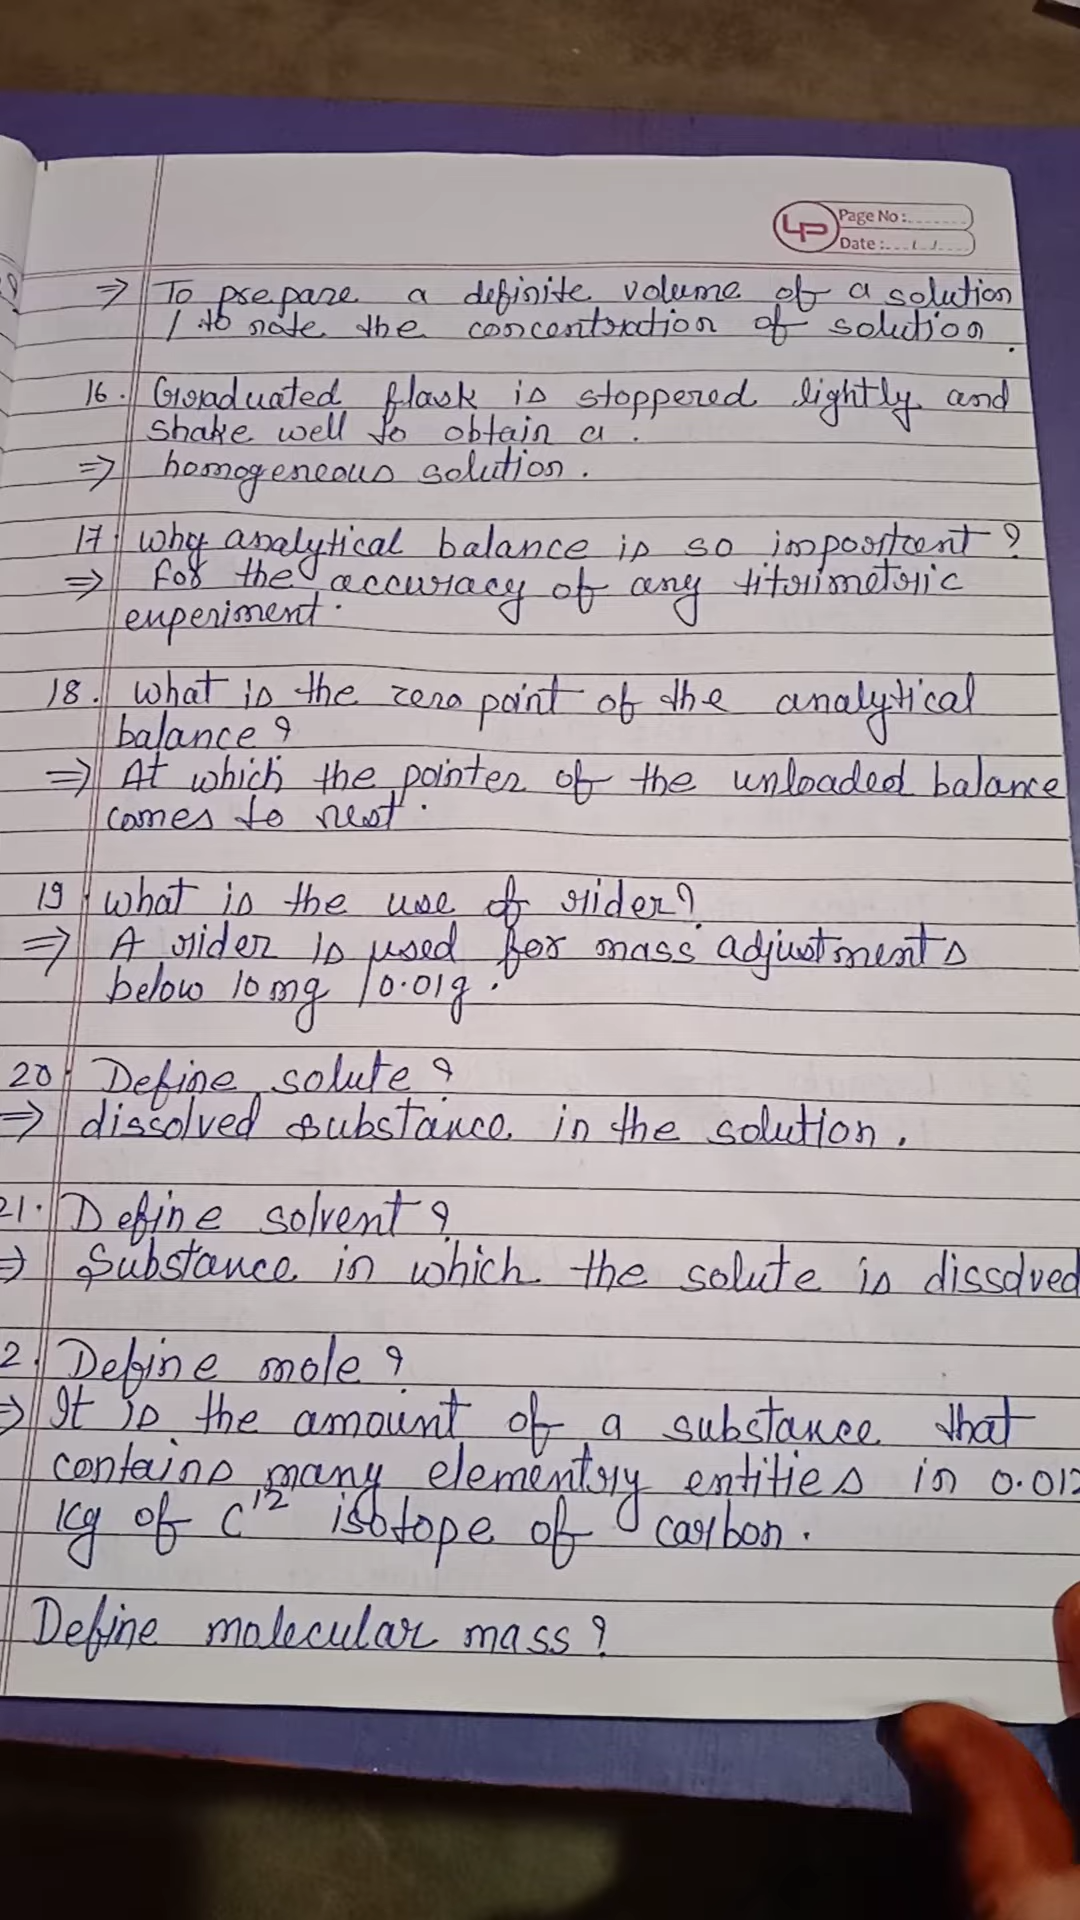 LP Page No:........
Date:.../.../....
⇒ To prepare a definite volume of a solution
/ to note the concentration of solution.
16. Graduated flask is stoppered lightly and
shake well to obtain a.
⇒ homogeneous solution.
17. why analytical balance is so important?
⇒ for the accuracy of any titrimetric
experiment.
18. what is the zero point of the analytical
balance?
⇒ At which the pointer of the unloaded balance
comes to rest.
19 what is the use of rider?
⇒ A rider is used for mass adjustments
below 10 mg / 0.01g.
20. Define solute?
⇒ dissolved substance in the solution.
21. Define solvent?
⇒ Substance in which the solute is dissolved
2. Define mole?
⇒ It is the amount of a substance that
contains many elementry entities in 0.012
kg of C¹² isotope of carbon.
Define molecular mass?